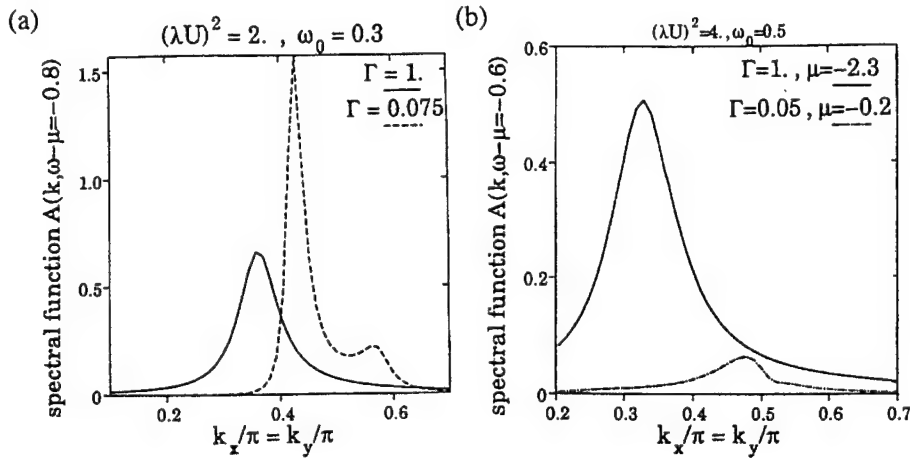 (a)
(λU)² = 2. , ω₀ = 0.3
spectral function A(k,ω−μ=−0.8)
1.5
1.0
0.5
0
Γ = 1.
Γ = 0.075
0.2
0.4
0.6
kₓ/π = k_y/π
(b)
(λU)²=4.,ω₀=0.5
spectral function A(k,ω−μ=−0.6)
0.6
0.4
0.2
0
Γ=1. , μ=−2.3
Γ=0.05 , μ=−0.2
0.2
0.3
0.4
0.5
0.6
0.7
kₓ/π = k_y/π